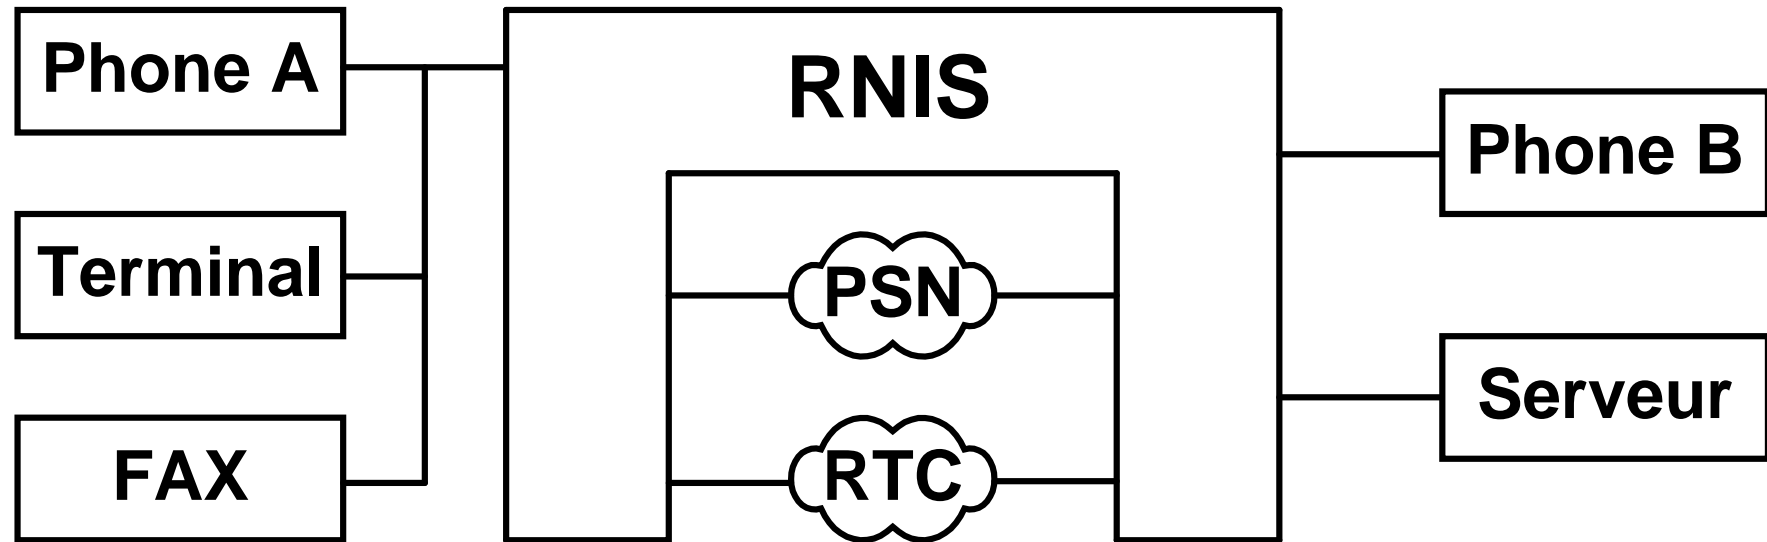 Phone A
RNIS
Phone B
Terminal
PSN
Serveur
FAX
RTC